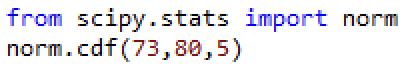 from scipy.stats import norm
norm.cdf(73,80,5)